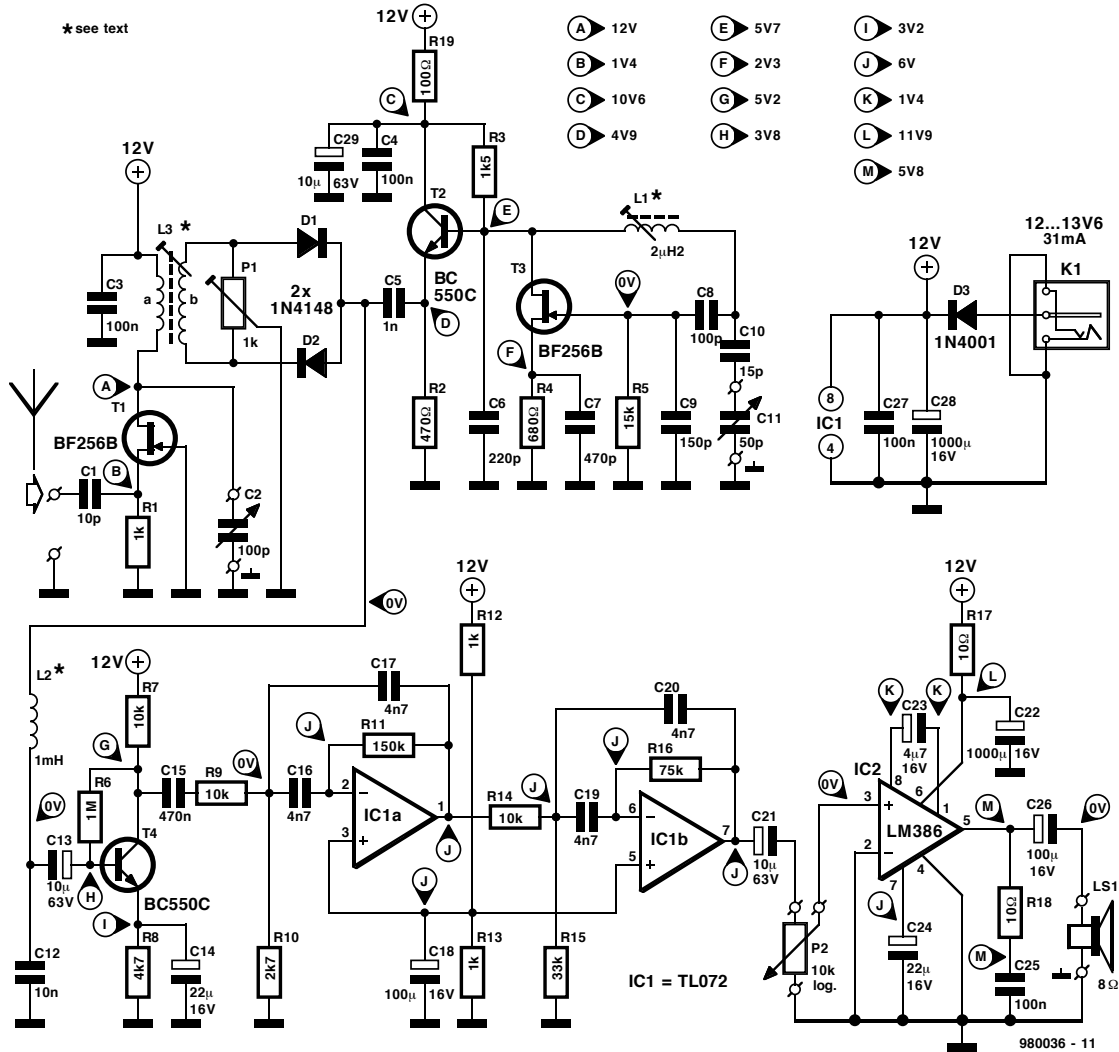 * see text
12V
R19
100Ω
C
A 12V
B 1V4
C 10V6
D 4V9
E 5V7
F 2V3
G 5V2
H 3V8
I 3V2
J 6V
K 1V4
L 11V9
M 5V8
12V
C29
10µ 63V
C4
100n
R3
1k5
T2
E
BC
550C
L1*
2µH2
L3 *
a
b
C3
100n
P1
1k
D1
2x
1N4148
D2
C5
1n
D
R2
470Ω
T3
BF256B
F
0V
C8
100p
C10
15p
C11
50p
C6
220p
R4
680Ω
C7
470p
R5
15k
C9
150p
12V
D3
1N4001
12...13V6
31mA
K1
8
IC1
4
C27
100n
C28
1000µ
16V
A
T1
BF256B
B
C1
10p
R1
1k
C2
100p
0V
L2*
1mH
12V
R7
10k
G
R6
1M
0V
C13
10µ
63V
H
T4
BC550C
I
C12
10n
R8
4k7
C14
22µ
16V
C15
470n
R9
10k
0V
R10
2k7
C17
4n7
J
R11
150k
C16
4n7
2
−
3
+
IC1a
1
J
12V
R12
1k
J
C18
100µ 16V
R13
1k
R14
10k
J
R15
33k
C20
4n7
J
R16
75k
C19
4n7
6
−
5
+
IC1b
7
J
C21
10µ
63V
IC1 = TL072
P2
10k
log.
12V
R17
10Ω
L
K
K
C23
4µ7
16V
C22
1000µ 16V
IC2
0V
8
6
1
3
+
2
−
LM386
5
7
4
J
C24
22µ
16V
M
R18
10Ω
M
C25
100n
C26
100µ
16V
0V
LS1
8Ω
980036 - 11